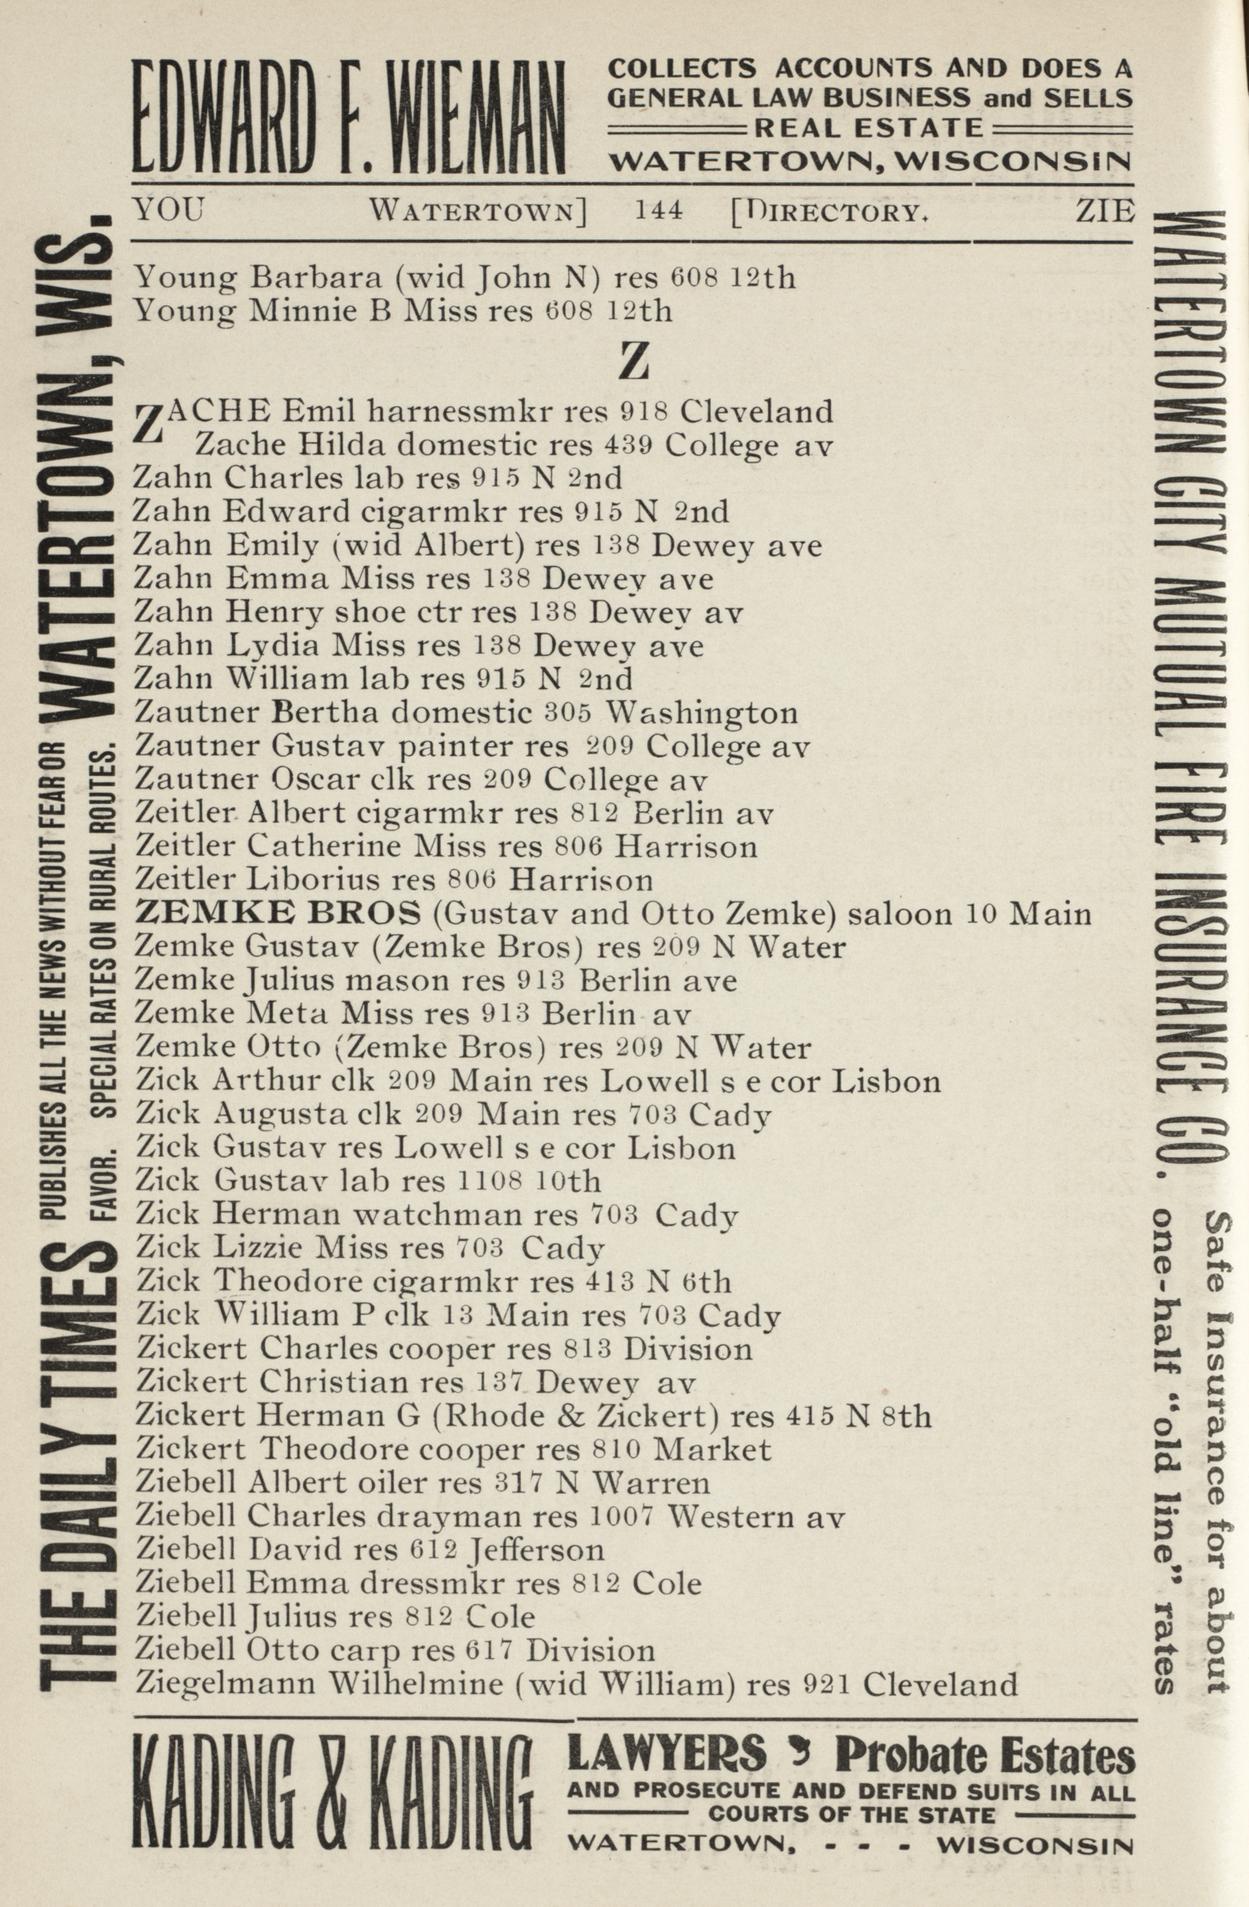 EDWARD F. WIEMAN
COLLECTS ACCOUNTS AND DOES A
GENERAL LAW BUSINESS and SELLS
REAL ESTATE
WATERTOWN, WISCONSIN
YOU WATERTOWN] 144 [DIRECTORY. ZIE
Young Barbara (wid John N) res 608 12th
Young Minnie B Miss res 608 12th
Z
ZACHE Emil harnessmkr res 918 Cleveland
Zache Hilda domestic res 439 College av
Zahn Charles lab res 915 N 2nd
Zahn Edward cigarmkr res 915 N 2nd
Zahn Emily (wid Albert) res 138 Dewey ave
Zahn Emma Miss res 138 Dewey ave
Zahn Henry shoe ctr res 138 Dewey av
Zahn Lydia Miss res 138 Dewey ave
Zahn William lab res 915 N 2nd
Zautner Bertha domestic 305 Washington
Zautner Gustav painter res 209 College av
Zautner Oscar clk res 209 College av
Zeitler Albert cigarmkr res 812 Berlin av
Zeitler Catherine Miss res 806 Harrison
Zeitler Liborius res 806 Harrison
ZEMKE BROS (Gustav and Otto Zemke) saloon 10 Main
Zemke Gustav (Zemke Bros) res 209 N Water
Zemke Julius mason res 913 Berlin ave
Zemke Meta Miss res 913 Berlin av
Zemke Otto (Zemke Bros) res 209 N Water
Zick Arthur clk 209 Main res Lowell s e cor Lisbon
Zick Augusta clk 209 Main res 703 Cady
Zick Gustav res Lowell s e cor Lisbon
Zick Gustav lab res 1108 10th
Zick Herman watchman res 703 Cady
Zick Lizzie Miss res 703 Cady
Zick Theodore cigarmkr res 413 N 6th
Zick William P clk 13 Main res 703 Cady
Zickert Charles cooper res 813 Division
Zickert Christian res 137 Dewey av
Zickert Herman G (Rhode & Zickert) res 415 N 8th
Zickert Theodore cooper res 810 Market
Ziebell Albert oiler res 317 N Warren
Ziebell Charles drayman res 1007 Western av
Ziebell David res 612 Jefferson
Ziebell Emma dressmkr res 812 Cole
Ziebell Julius res 812 Cole
Ziebell Otto carp res 617 Division
Ziegelmann Wilhelmine (wid William) res 921 Cleveland
KADING & KADING
LAWYERS , Probate Estates
AND PROSECUTE AND DEFEND SUITS IN ALL
COURTS OF THE STATE
WATERTOWN, - - - WISCONSIN
THE DAILY TIMES
PUBLISHES ALL THE NEWS WITHOUT FEAR OR
FAVOR. SPECIAL RATES ON RURAL ROUTES.
WATERTOWN, WIS.
WATERTOWN CITY MUTUAL FIRE INSURANCE CO.
Safe Insurance for about
one-half "old line" rates